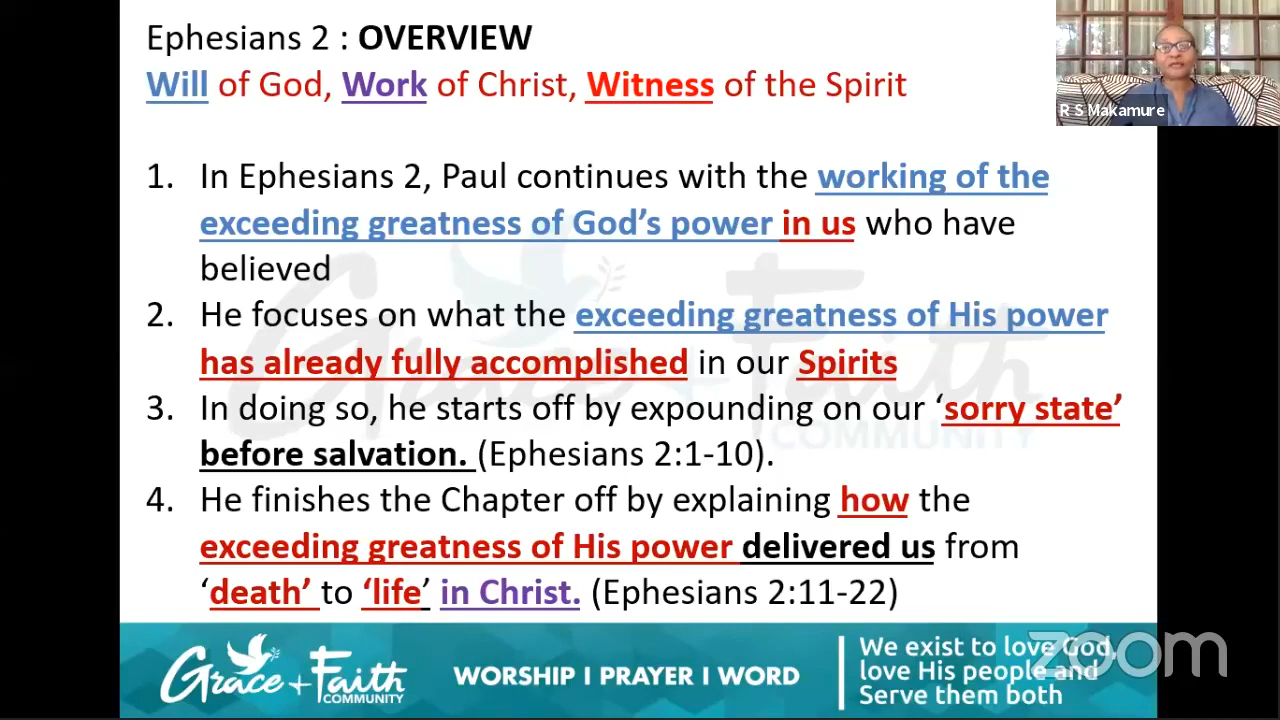 Ephesians 2 : OVERVIEW
Will of God, Work of Christ, Witness of the Spirit
R S Makamure
1. In Ephesians 2, Paul continues with the working of the
exceeding greatness of God’s power in us who have
believed
2. He focuses on what the exceeding greatness of His power
has already fully accomplished in our Spirits
3. In doing so, he starts off by expounding on our ‘sorry state’
before salvation. (Ephesians 2:1-10).
4. He finishes the Chapter off by explaining how the
exceeding greatness of His power delivered us from
‘death’ to ‘life’ in Christ. (Ephesians 2:11-22)
Grace + Faith
COMMUNITY
Grace + Faith
COMMUNITY
WORSHIP I PRAYER I WORD
We exist to love God,
love His people and
Serve them both
zoom